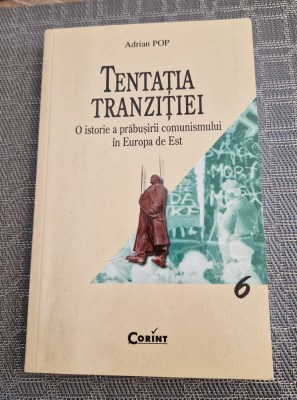 Adrian POP
TENTAȚIA
TRANZIȚIEI
O istorie a prăbușirii comunismului
în Europa de Est
6
CORINT